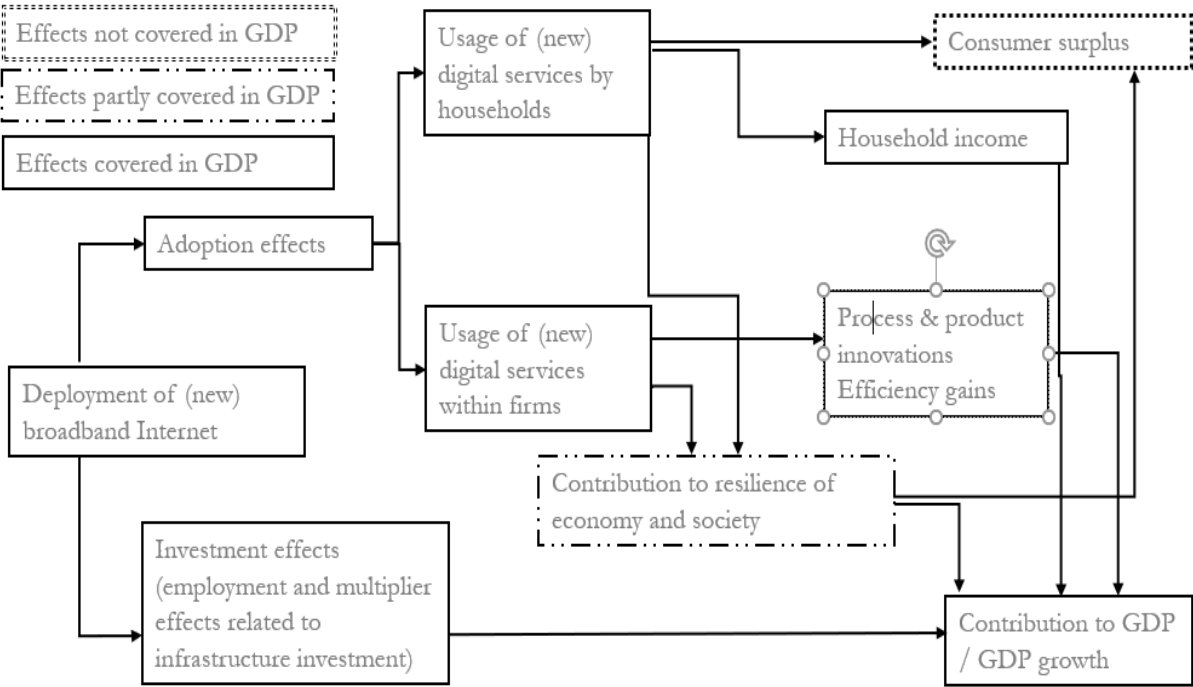 Effects not covered in GDP
Effects partly covered in GDP
Effects covered in GDP
Usage of (new)
digital services by
households
Consumer surplus
Household income
Adoption effects
Usage of (new)
digital services
within firms
Process & product
innovations
Efficiency gains
Deployment of (new)
broadband Internet
Contribution to resilience of
economy and society
Investment effects
(employment and multiplier
effects related to
infrastructure investment)
Contribution to GDP
/ GDP growth